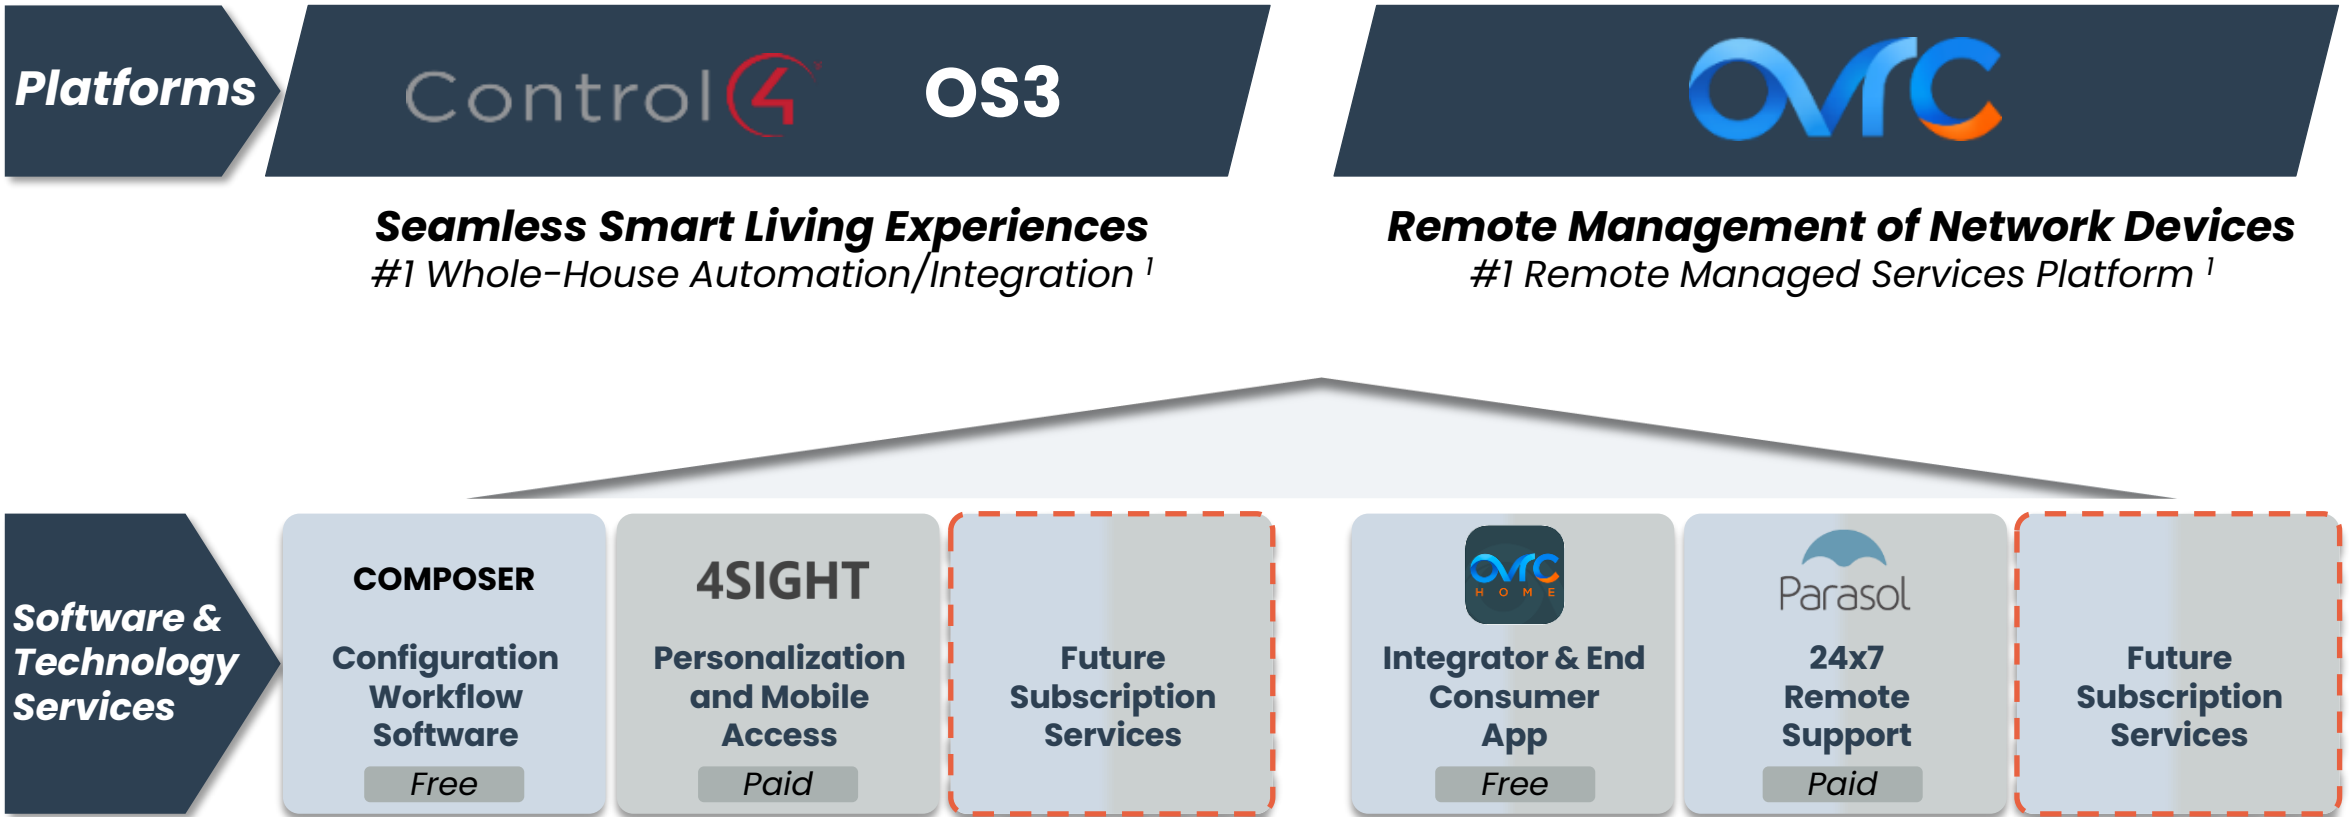 Platforms
Control4 OS3
OvrC
Seamless Smart Living Experiences
#1 Whole-House Automation/Integration 1
Remote Management of Network Devices
#1 Remote Managed Services Platform 1
Software &
Technology
Services
COMPOSER
Configuration
Workflow
Software
Free
4SIGHT
Personalization
and Mobile
Access
Paid
Future
Subscription
Services
OvrC
HOME
Integrator & End
Consumer
App
Free
Parasol
24x7
Remote
Support
Paid
Future
Subscription
Services